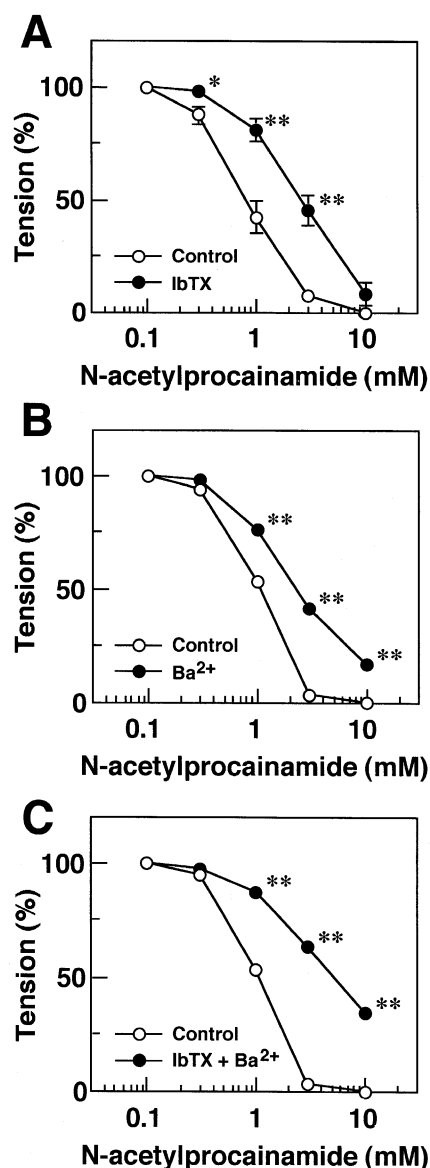 A
Tension (%)
100
50
0
*
**
**
Control
IbTX
0.1 1 10
N-acetylprocainamide (mM)
B
Tension (%)
100
50
0
**
**
**
Control
Ba²⁺
0.1 1 10
N-acetylprocainamide (mM)
C
Tension (%)
100
50
0
**
**
**
Control
IbTX + Ba²⁺
0.1 1 10
N-acetylprocainamide (mM)